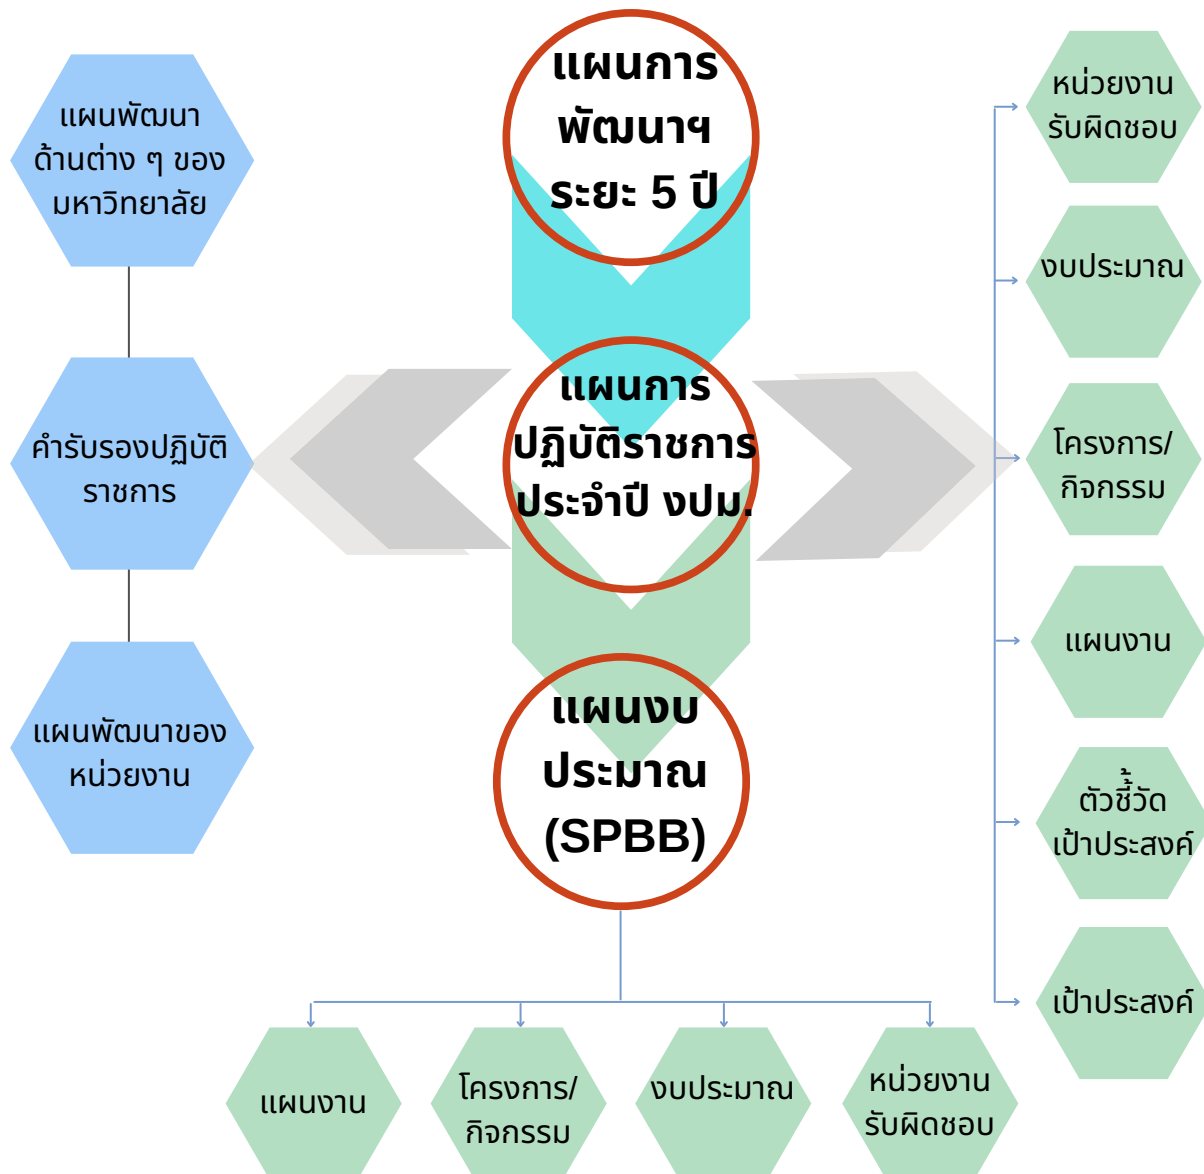 แผนการ
พัฒนาฯ
ระยะ 5 ปี
แผนพัฒนา
ด้านต่าง ๆ ของ
มหาวิทยาลัย
คำรับรองปฏิบัติ
ราชการ
แผนพัฒนาของ
หน่วยงาน
แผนการ
ปฏิบัติราชการ
ประจำปี งปม.
แผนงบ
ประมาณ
(SPBB)
หน่วยงาน
รับผิดชอบ
งบประมาณ
โครงการ/
กิจกรรม
แผนงาน
ตัวชี้้วัด
เป้าประสงค์
เป้าประสงค์
แผนงาน
โครงการ/
กิจกรรม
งบประมาณ
หน่วยงาน
รับผิดชอบ